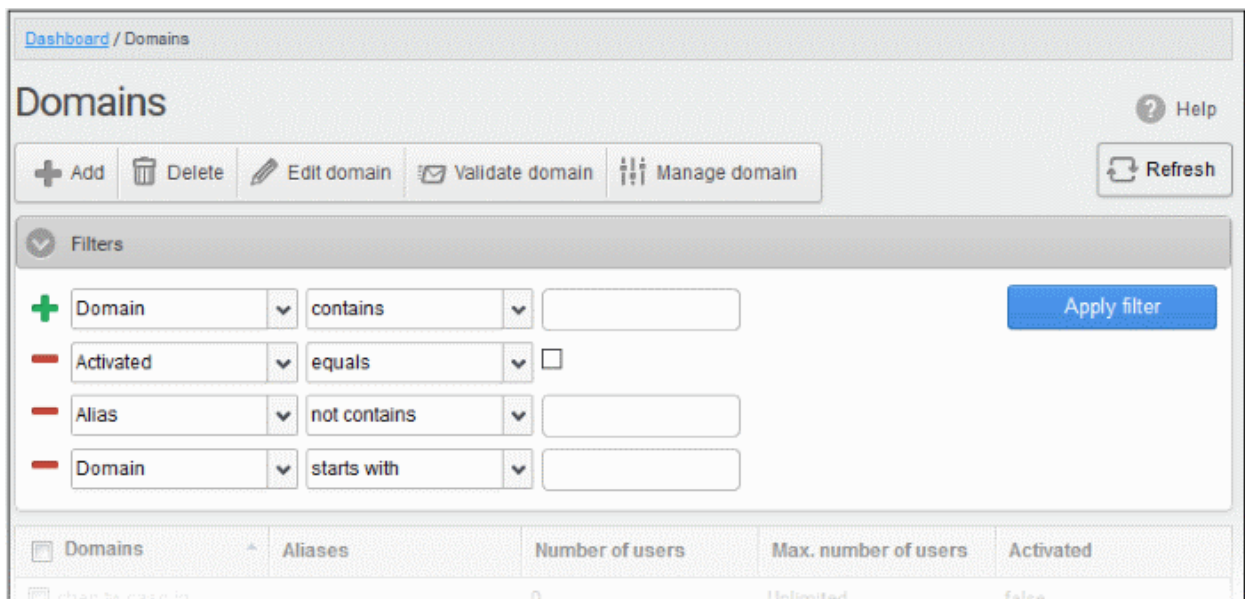 Dashboard / Domains
Domains
Help
Add Delete Edit domain Validate domain Manage domain Refresh
Filters
Domain contains Apply filter
Activated equals
Alias not contains
Domain starts with
Domains Aliases Number of users Max. number of users Activated
0 Unlimited false